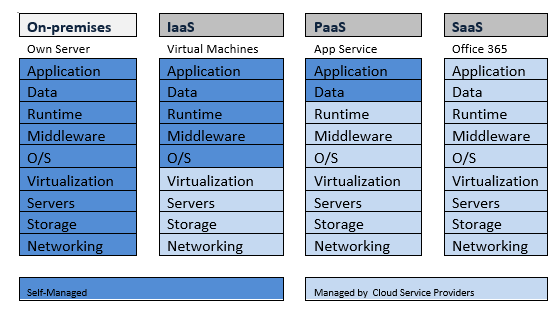 On-premises IaaS PaaS SaaS
Own Server Virtual Machines App Service Office 365
Application Application Application Application
Data Data Data Data
Runtime Runtime Runtime Runtime
Middleware Middleware Middleware Middleware
O/S O/S O/S O/S
Virtualization Virtualization Virtualization Virtualization
Servers Servers Servers Servers
Storage Storage Storage Storage
Networking Networking Networking Networking
Self-Managed Managed by Cloud Service Providers